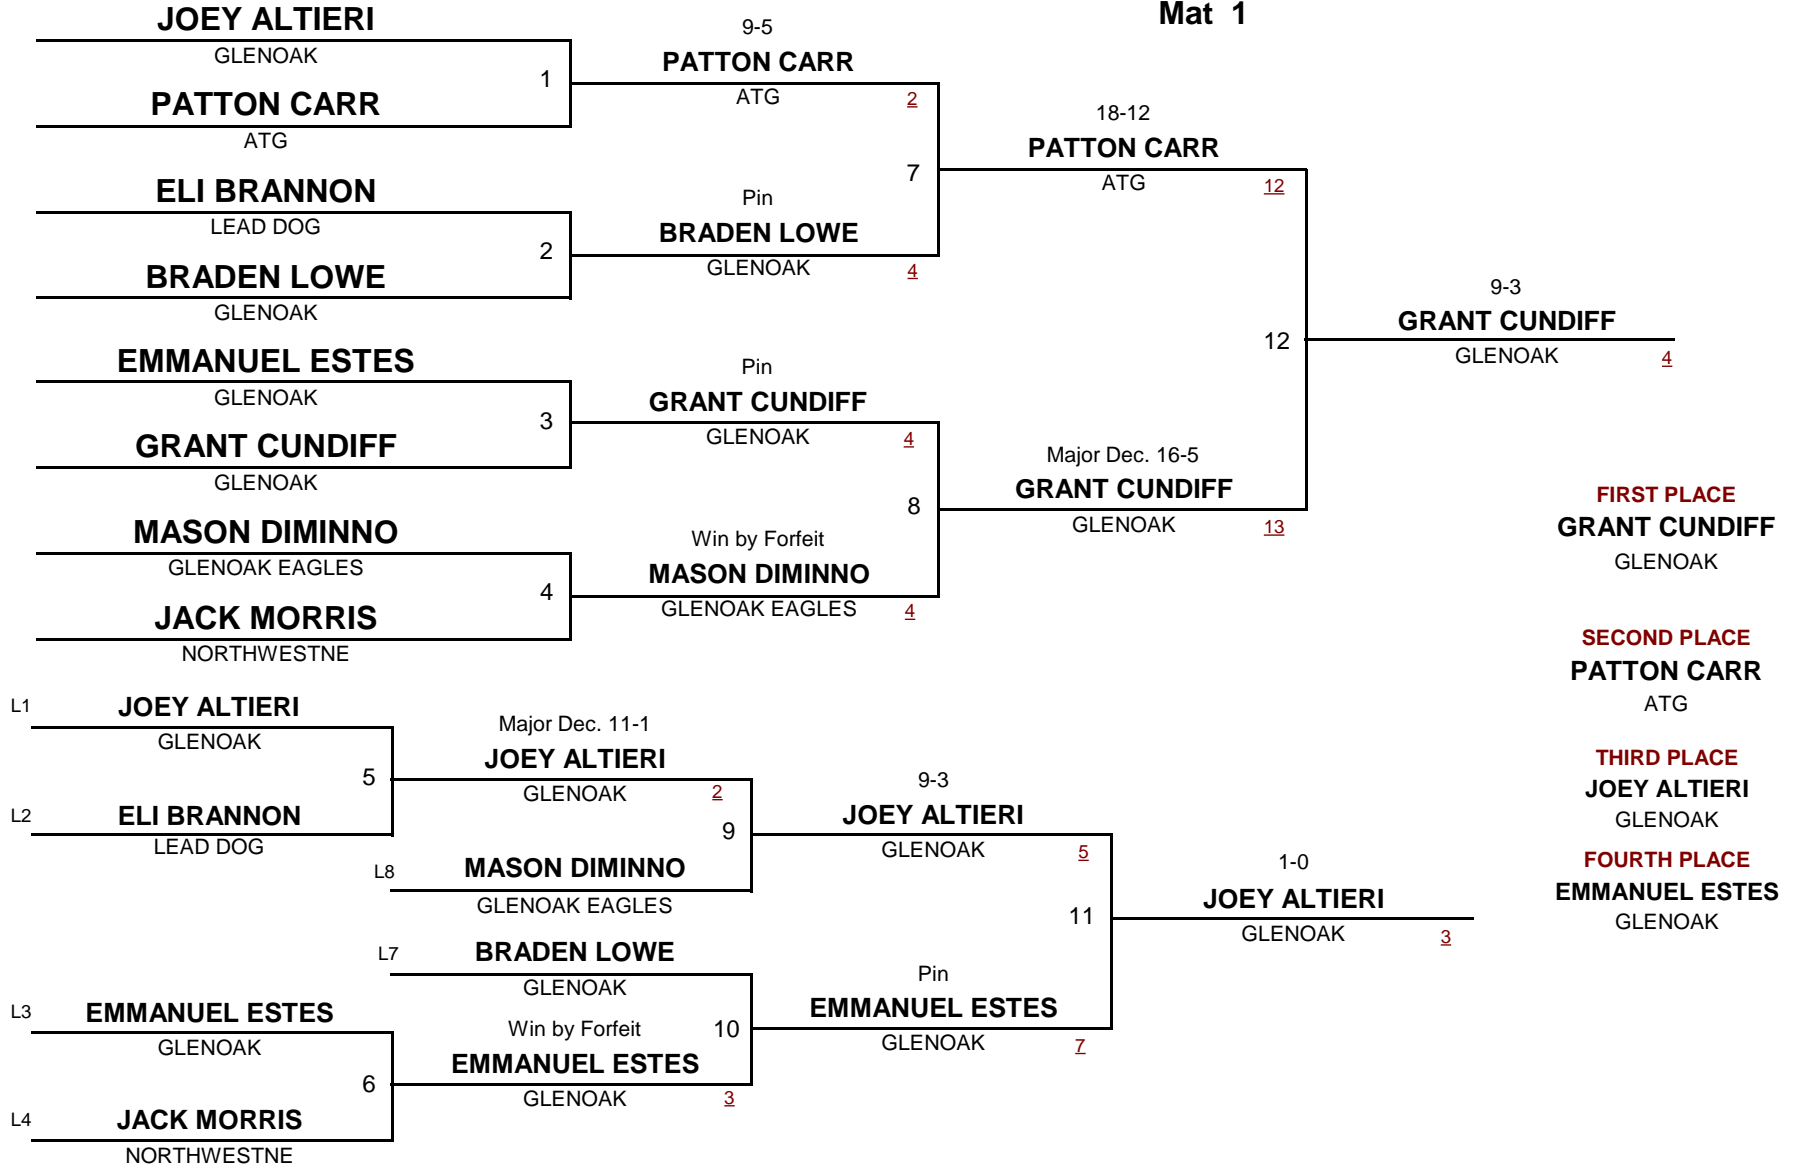 Mat 1
JOEY ALTIERI
GLENOAK
1
PATTON CARR
ATG
9-5
PATTON CARR
ATG
2
ELI BRANNON
LEAD DOG
2
BRADEN LOWE
GLENOAK
Pin
BRADEN LOWE
GLENOAK
4
7
18-12
PATTON CARR
ATG
12
EMMANUEL ESTES
GLENOAK
3
GRANT CUNDIFF
GLENOAK
Pin
GRANT CUNDIFF
GLENOAK
4
MASON DIMINNO
GLENOAK EAGLES
4
JACK MORRIS
NORTHWESTNE
Win by Forfeit
MASON DIMINNO
GLENOAK EAGLES
4
8
Major Dec. 16-5
GRANT CUNDIFF
GLENOAK
13
12
9-3
GRANT CUNDIFF
GLENOAK
4
FIRST PLACE
GRANT CUNDIFF
GLENOAK
SECOND PLACE
PATTON CARR
ATG
THIRD PLACE
JOEY ALTIERI
GLENOAK
FOURTH PLACE
EMMANUEL ESTES
GLENOAK
L1
JOEY ALTIERI
GLENOAK
5
L2
ELI BRANNON
LEAD DOG
Major Dec. 11-1
JOEY ALTIERI
GLENOAK
2
9
L8
MASON DIMINNO
GLENOAK EAGLES
9-3
JOEY ALTIERI
GLENOAK
5
L7
BRADEN LOWE
GLENOAK
L3
EMMANUEL ESTES
GLENOAK
6
L4
JACK MORRIS
NORTHWESTNE
Win by Forfeit
10
EMMANUEL ESTES
GLENOAK
3
Pin
EMMANUEL ESTES
GLENOAK
7
11
1-0
JOEY ALTIERI
GLENOAK
3